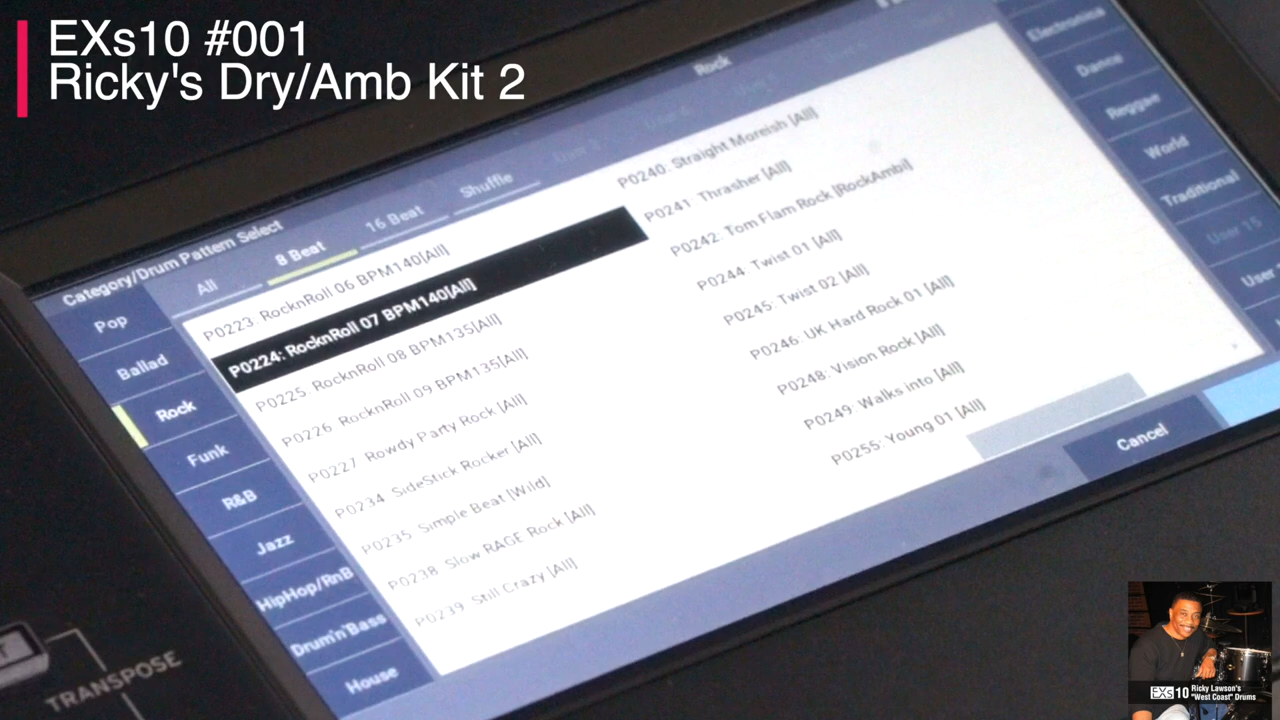 EXs10 #001
Ricky's Dry/Amb Kit 2
Category/Drum Pattern Select
Rock
All
8 Beat
16 Beat
Shuffle
Pop
Ballad
Rock
Funk
R&B
Jazz
HipHop/RnB
Drum'n'Bass
House
P0223: RocknRoll 06 BPM140[All]
P0224: RocknRoll 07 BPM140[All]
P0225: RocknRoll 08 BPM135[All]
P0226: RocknRoll 09 BPM135[All]
P0227: Rowdy Party Rock [All]
P0234: SideStick Rocker [All]
P0235: Simple Beat [Wild]
P0238: Slow RAGE Rock [All]
P0239: Still Crazy [All]
P0240: Straight Moreish [All]
P0241: Thrasher [All]
P0242: Tom Flam Rock [RockAmbi]
P0244: Twist 01 [All]
P0245: Twist 02 [All]
P0246: UK Hard Rock 01 [All]
P0248: Vision Rock [All]
P0249: Walks into [All]
P0255: Young 01 [All]
Electronica
Dance
Reggae
World
Traditional
User 15
User
Cancel
TRANSPOSE
EXs 10 Ricky Lawson's
"West Coast" Drums